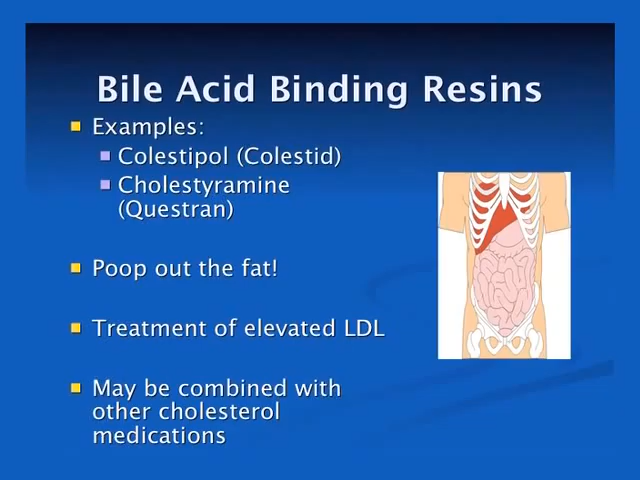 Bile Acid Binding Resins
Examples:
Colestipol (Colestid)
Cholestyramine
(Questran)
Poop out the fat!
Treatment of elevated LDL
May be combined with
other cholesterol
medications